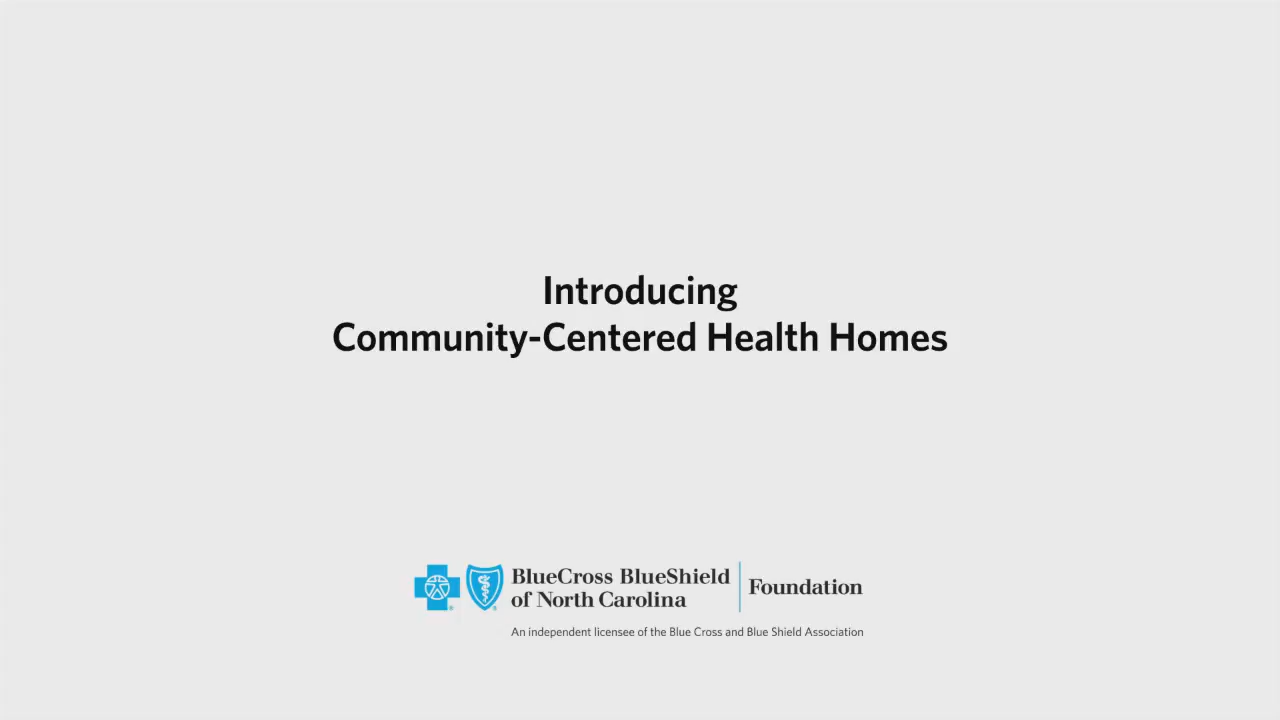 Introducing
Community-Centered Health Homes
BlueCross BlueShield
of North Carolina
Foundation
An independent licensee of the Blue Cross and Blue Shield Association